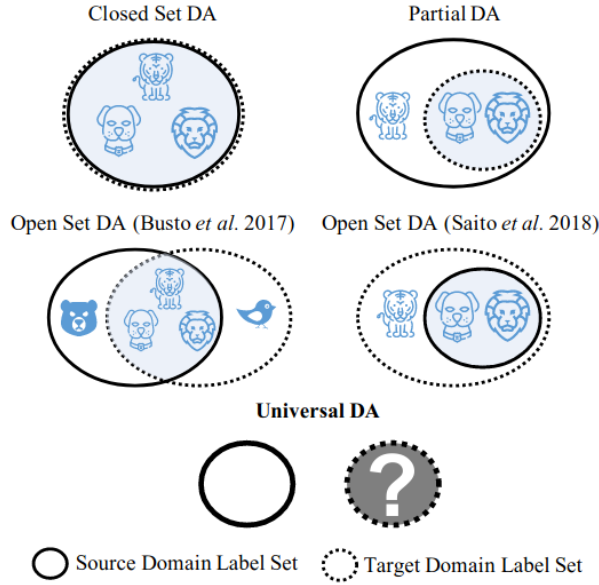 Closed Set DA
Partial DA
Open Set DA (Busto et al. 2017)
Open Set DA (Saito et al. 2018)
Universal DA
?
Source Domain Label Set
Target Domain Label Set